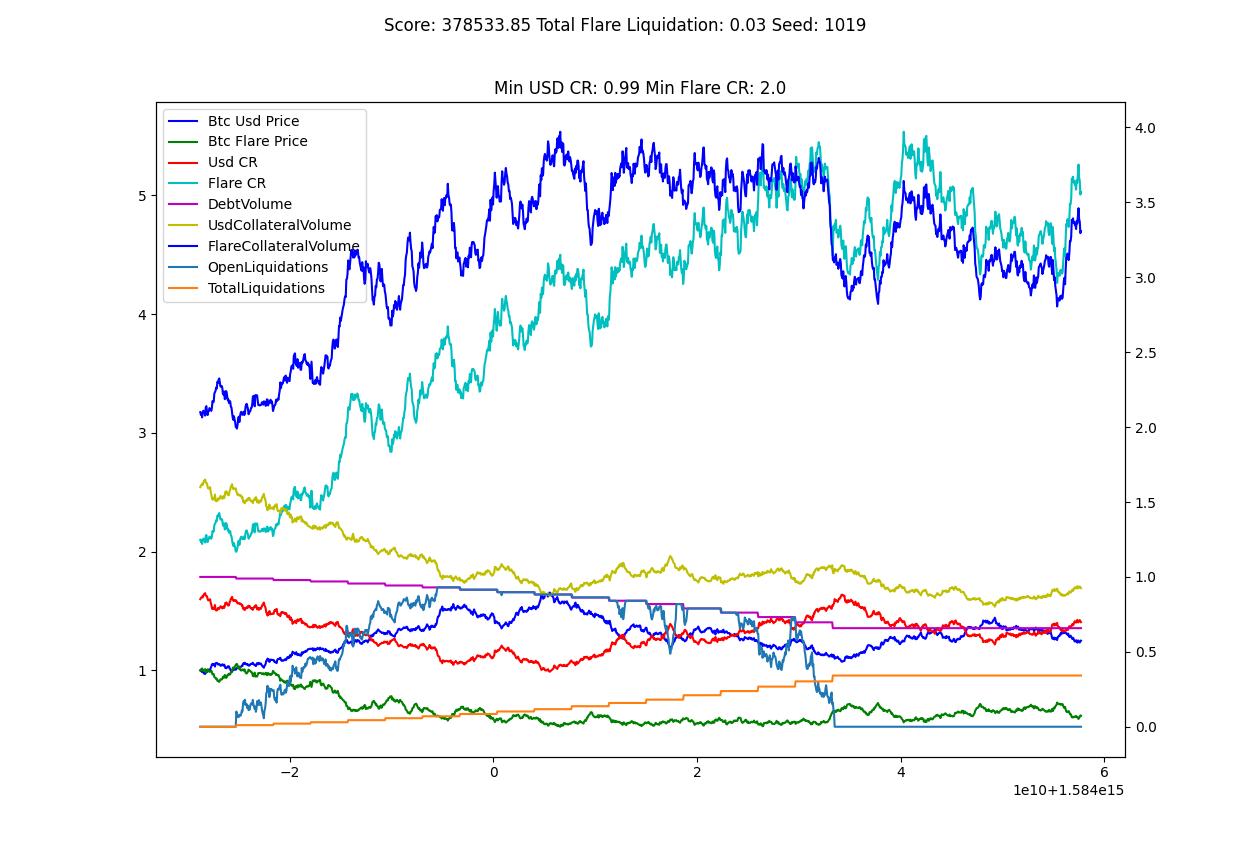 Score: 378533.85 Total Flare Liquidation: 0.03 Seed: 1019
Min USD CR: 0.99 Min Flare CR: 2.0
Btc Usd Price
Btc Flare Price
Usd CR
Flare CR
DebtVolume
UsdCollateralVolume
FlareCollateralVolume
OpenLiquidations
TotalLiquidations
5
4
3
2
1
4.0
3.5
3.0
2.5
2.0
1.5
1.0
0.5
0.0
−2
0
2
4
6
1e10+1.584e15